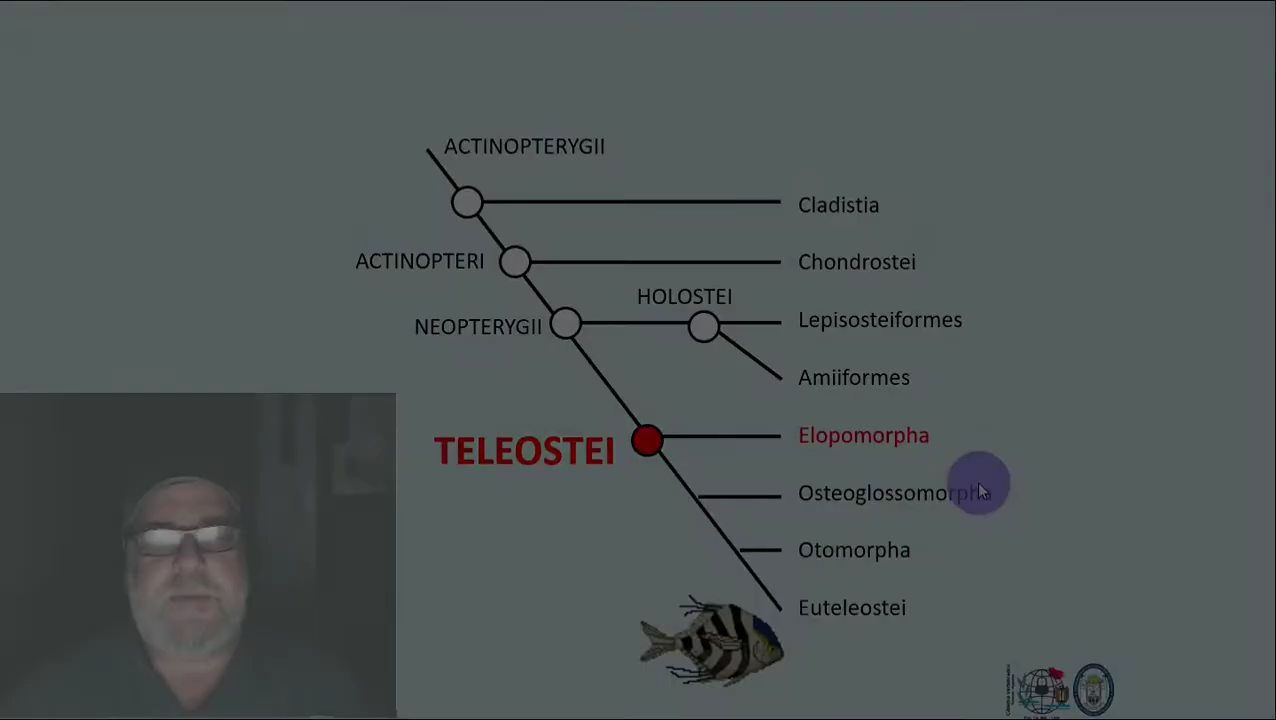 ACTINOPTERYGII
Cladistia
ACTINOPTERI
Chondrostei
HOLOSTEI
NEOPTERYGII
Lepisosteiformes
Amiiformes
TELEOSTEI
Elopomorpha
Osteoglossomorpha
Otomorpha
Euteleostei